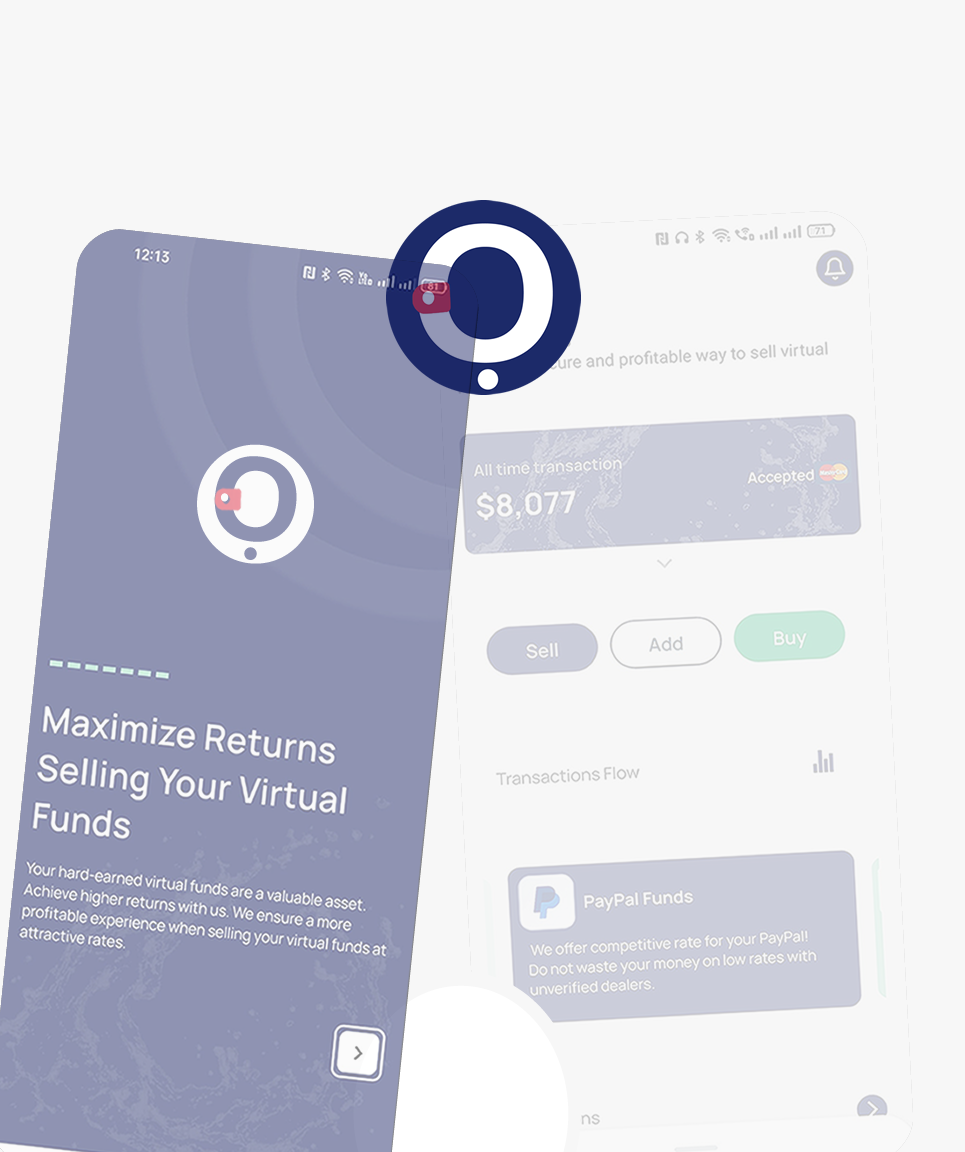 12:13
61
Maximize Returns
Selling Your Virtual
Funds
Your hard-earned virtual funds are a valuable asset.
Achieve higher returns with us. We ensure a more
profitable experience when selling your virtual funds at
attractive rates.
71
and profitable way to sell virtual
All time transaction
$8,077
Accepted
Sell
Add
Buy
Transactions Flow
PayPal Funds
We offer competitive rate for your PayPal!
Do not waste your money on low rates with
unverified dealers.